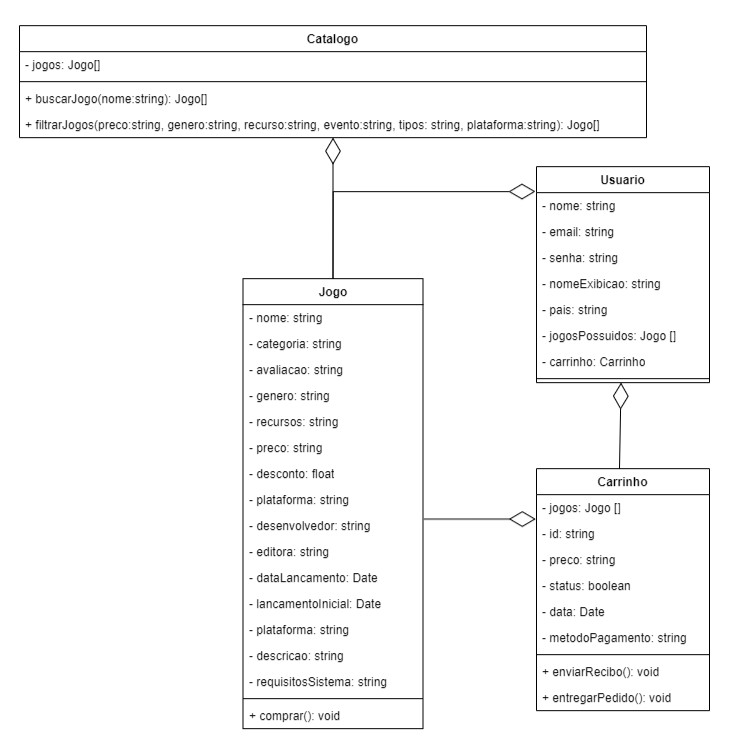 Catalogo
- jogos: Jogo[]
+ buscarJogo(nome:string): Jogo[]
+ filtrarJogos(preco:string, genero:string, recurso:string, evento:string, tipos: string, plataforma:string): Jogo[]
Usuario
- nome: string
- email: string
- senha: string
- nomeExibicao: string
- pais: string
- jogosPossuidos: Jogo []
- carrinho: Carrinho
Jogo
- nome: string
- categoria: string
- avaliacao: string
- genero: string
- recursos: string
- preco: string
- desconto: float
- plataforma: string
- desenvolvedor: string
- editora: string
- dataLancamento: Date
- lancamentoInicial: Date
- plataforma: string
- descricao: string
- requisitosSistema: string
+ comprar(): void
Carrinho
- jogos: Jogo []
- id: string
- preco: string
- status: boolean
- data: Date
- metodoPagamento: string
+ enviarRecibo(): void
+ entregarPedido(): void